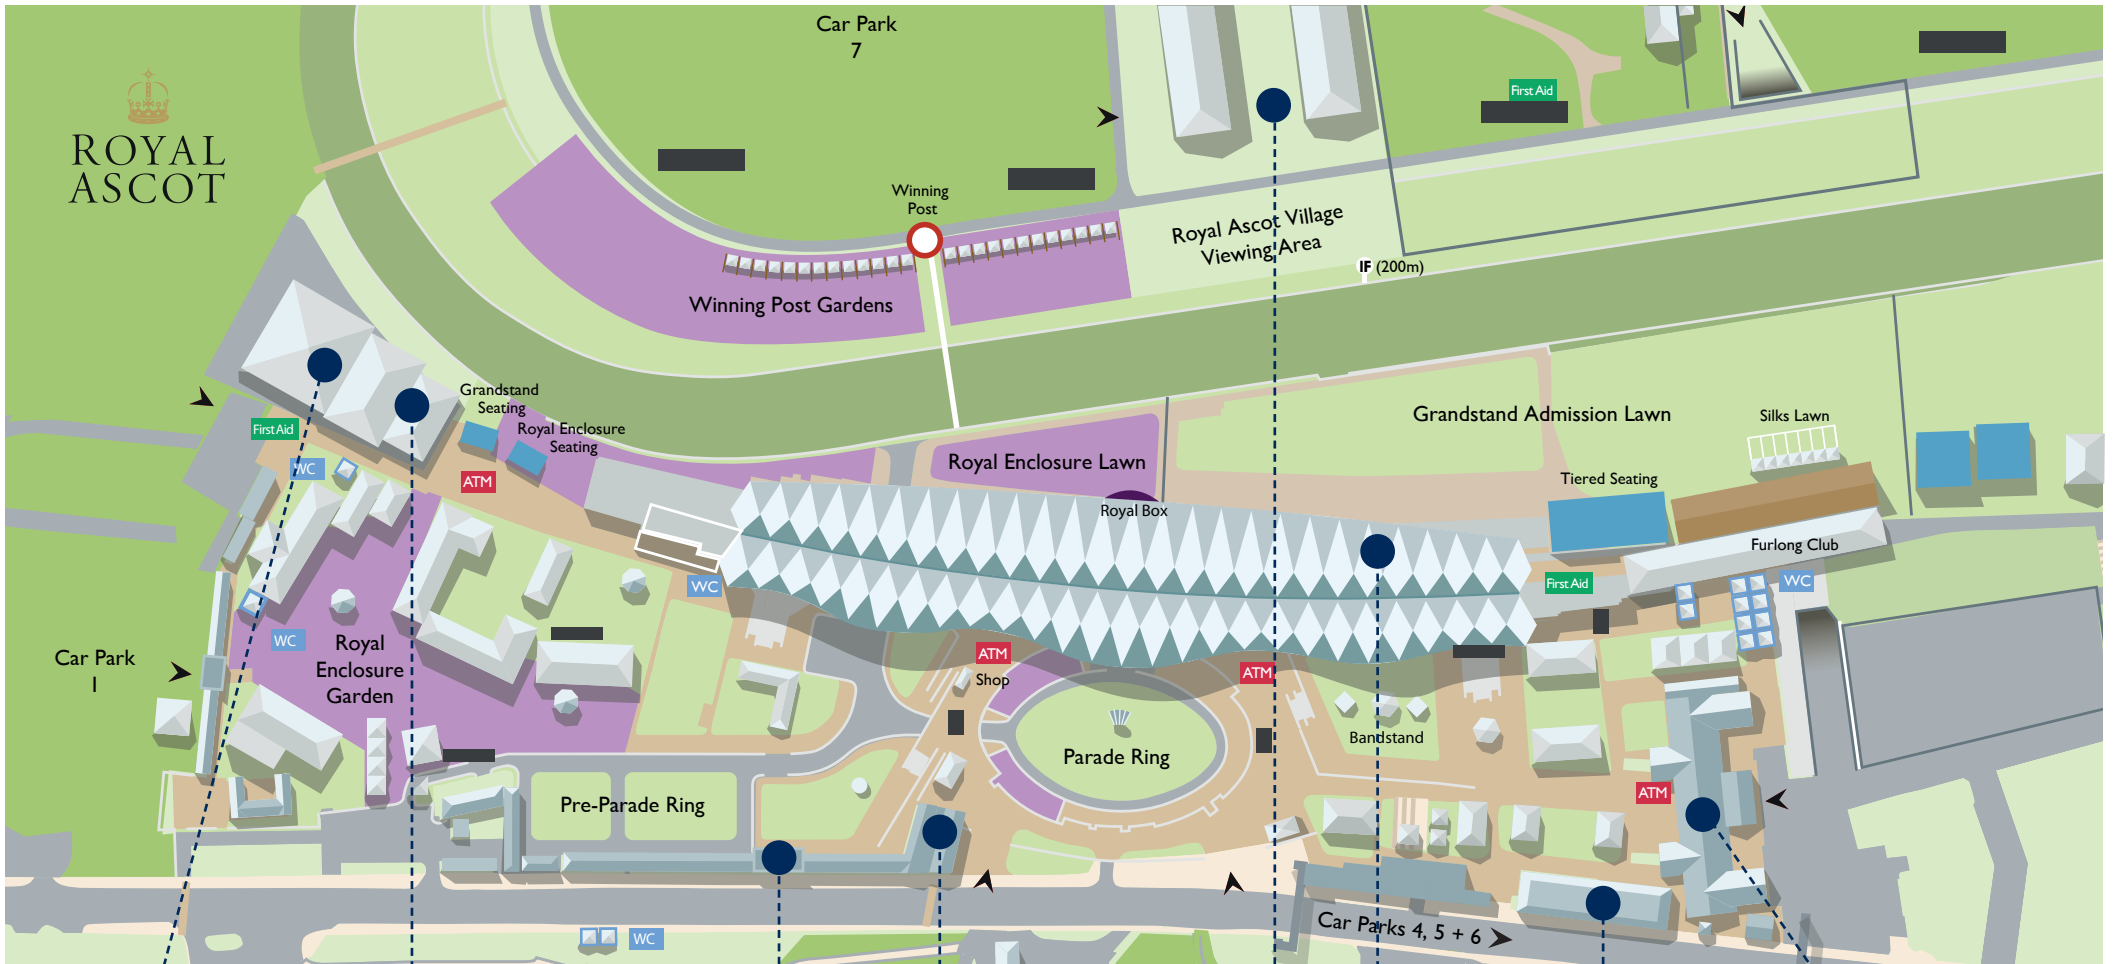 Car Park
7
ROYAL
ASCOT
First Aid
Winning
Post
Royal Ascot Village
Viewing Area
IF (200m)
Winning Post Gardens
Grandstand
Seating
Royal Enclosure
Seating
First Aid
WC
ATM
Royal Enclosure Lawn
Royal Box
Grandstand Admission Lawn
Silks Lawn
Tiered Seating
Furlong Club
First Aid
WC
WC
WC
Royal
Enclosure
Garden
Car Park
1
ATM
Shop
ATM
Parade Ring
Bandstand
Pre-Parade Ring
ATM
Car Parks 4, 5 + 6
WC